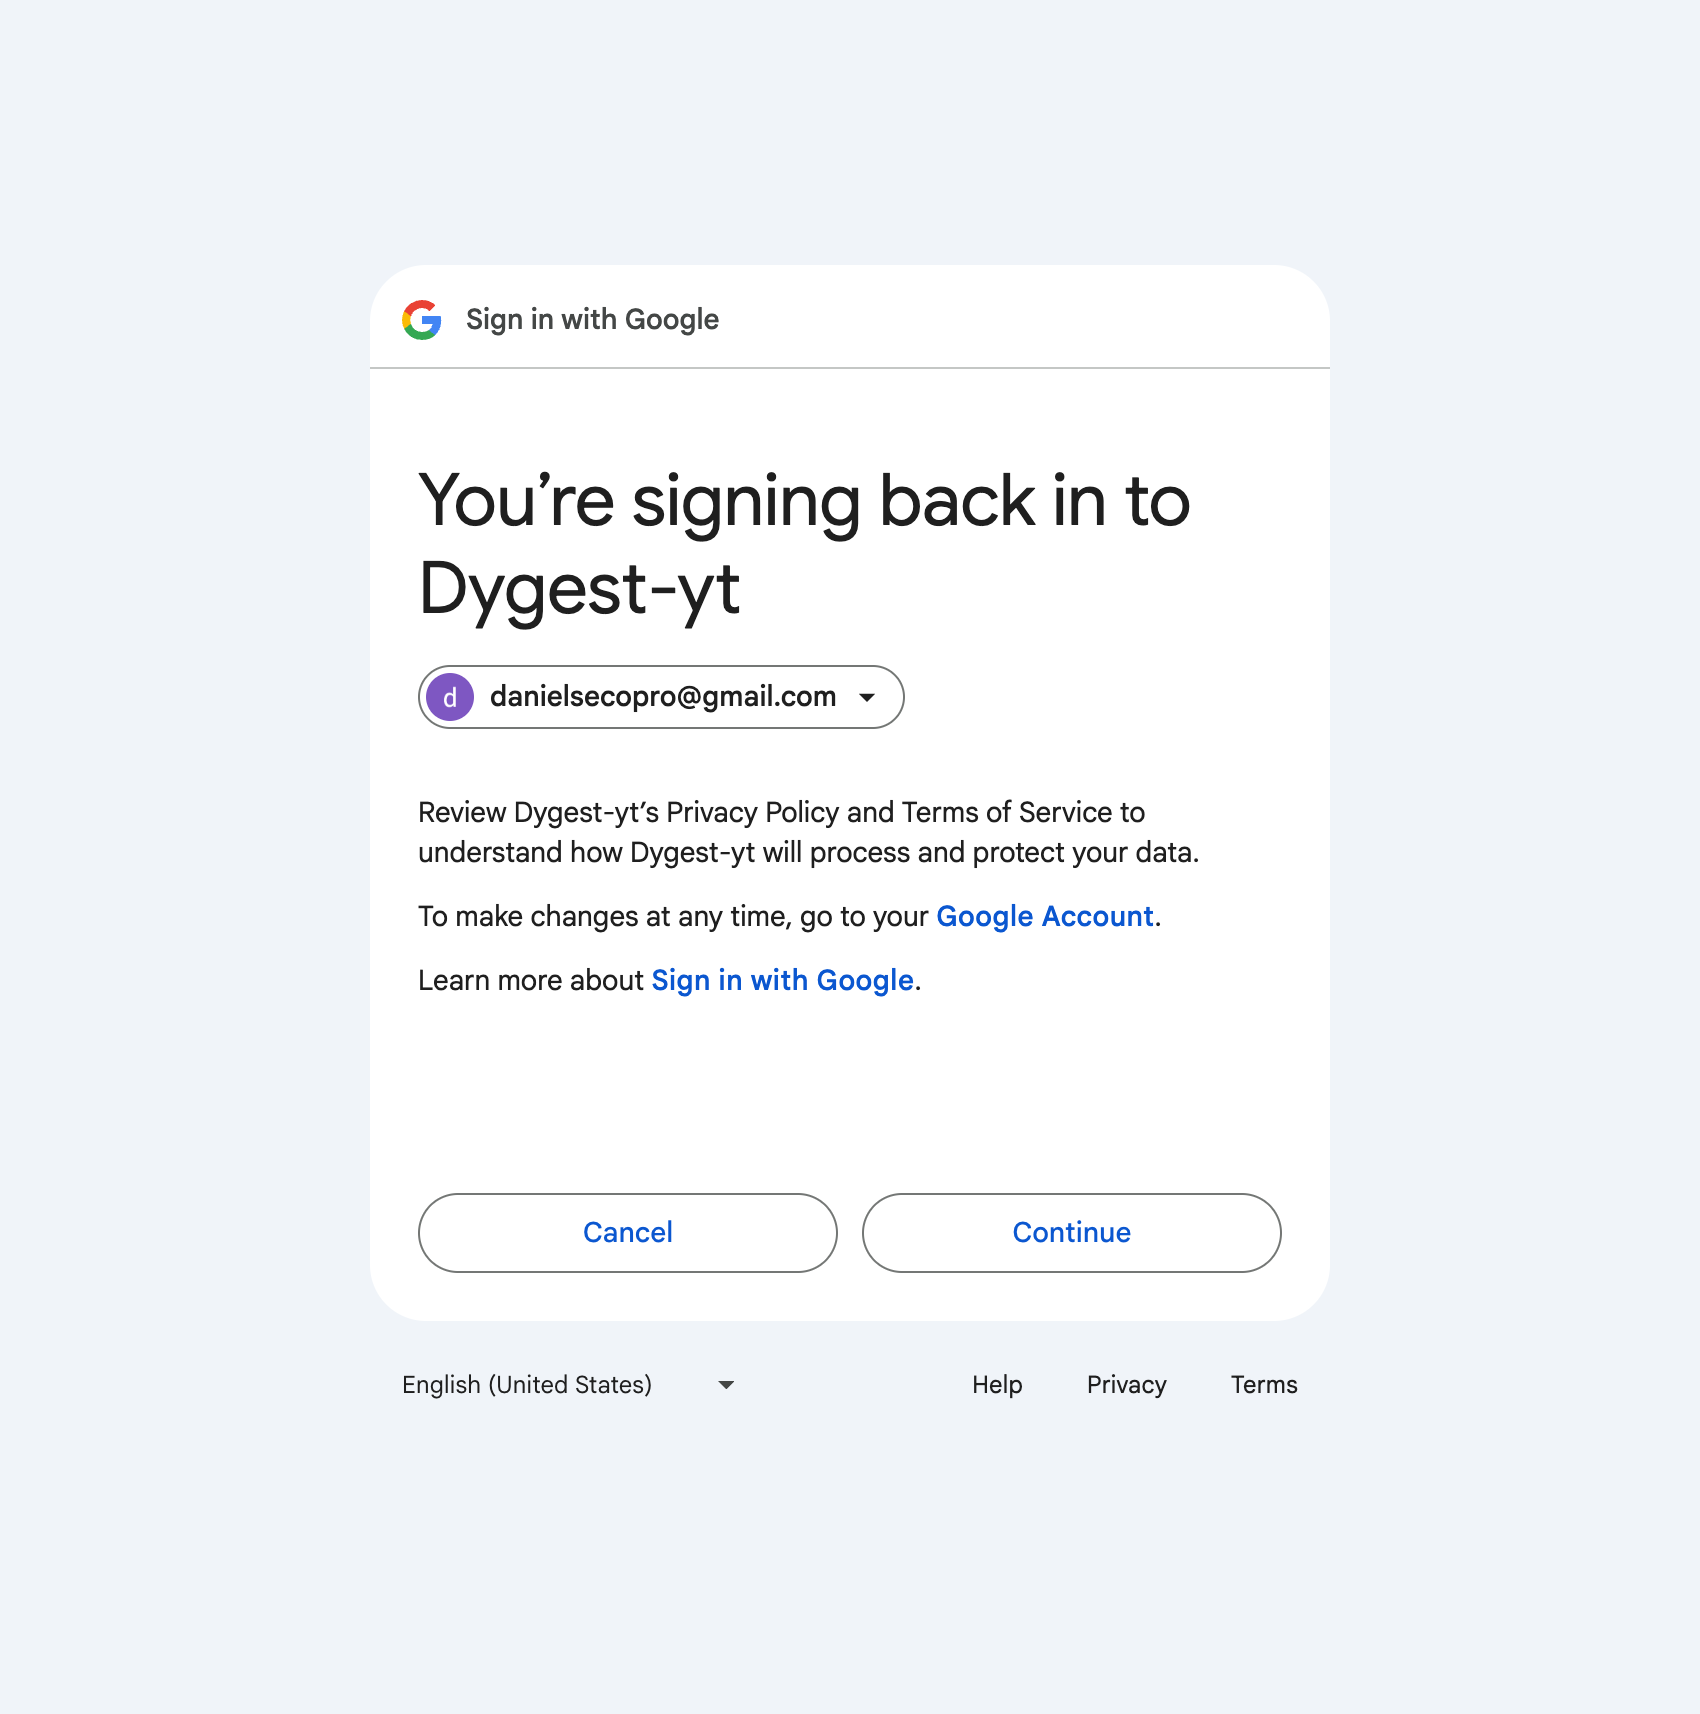 Sign in with Google
You’re signing back in to
Dygest-yt
d danielsecopro@gmail.com
Review Dygest-yt’s Privacy Policy and Terms of Service to
understand how Dygest-yt will process and protect your data.
To make changes at any time, go to your Google Account.
Learn more about Sign in with Google.
Cancel Continue
English (United States) Help Privacy Terms